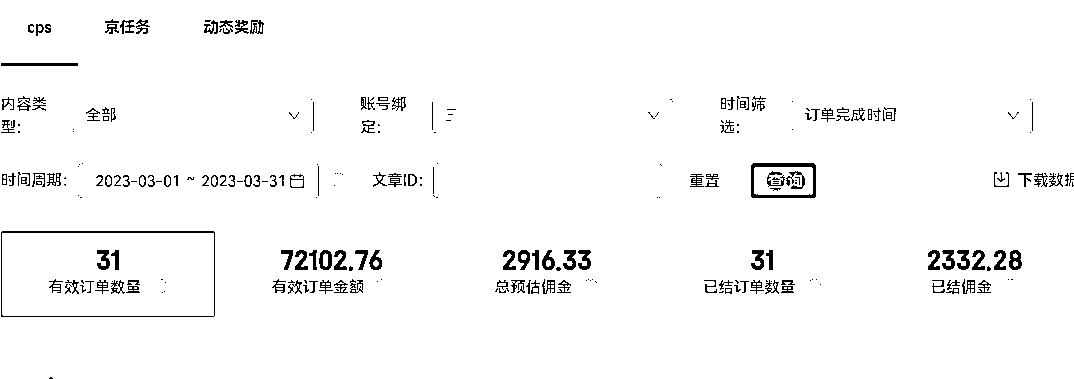 cps 京任务 动态奖励
内容类型： 全部 账号绑定： 时间筛选： 订单完成时间
时间周期： 2023-03-01 ~ 2023-03-31 文章ID： 重置 查询 下载数据
31 72102.76 2916.33 31 2332.28
有效订单数量 有效订单金额 总预估佣金 已结订单数量 已结佣金